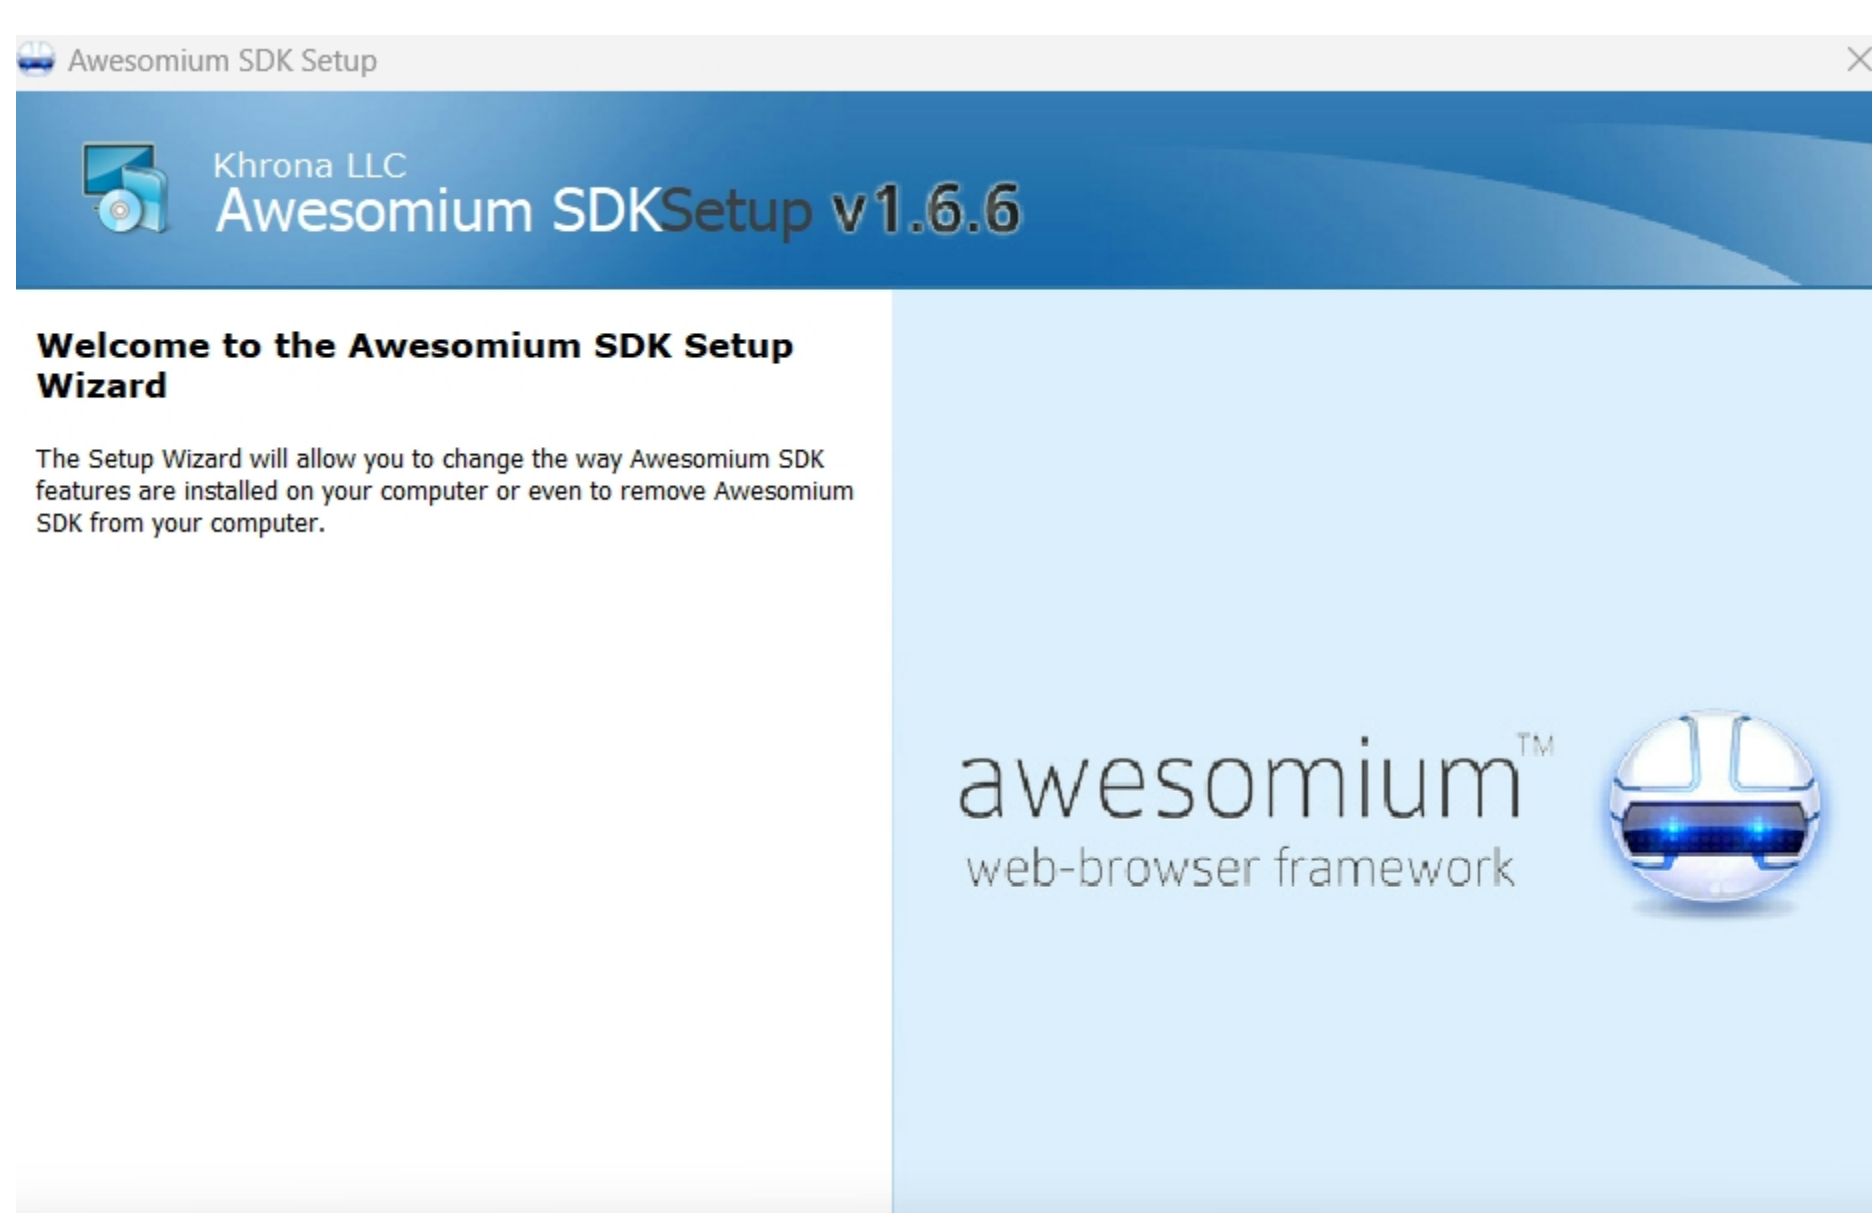 Awesomium SDK Setup
Khrona LLC
Awesomium SDKSetup v1.6.6
Welcome to the Awesomium SDK Setup
Wizard
The Setup Wizard will allow you to change the way Awesomium SDK
features are installed on your computer or even to remove Awesomium
SDK from your computer.
awesomium™
web-browser framework